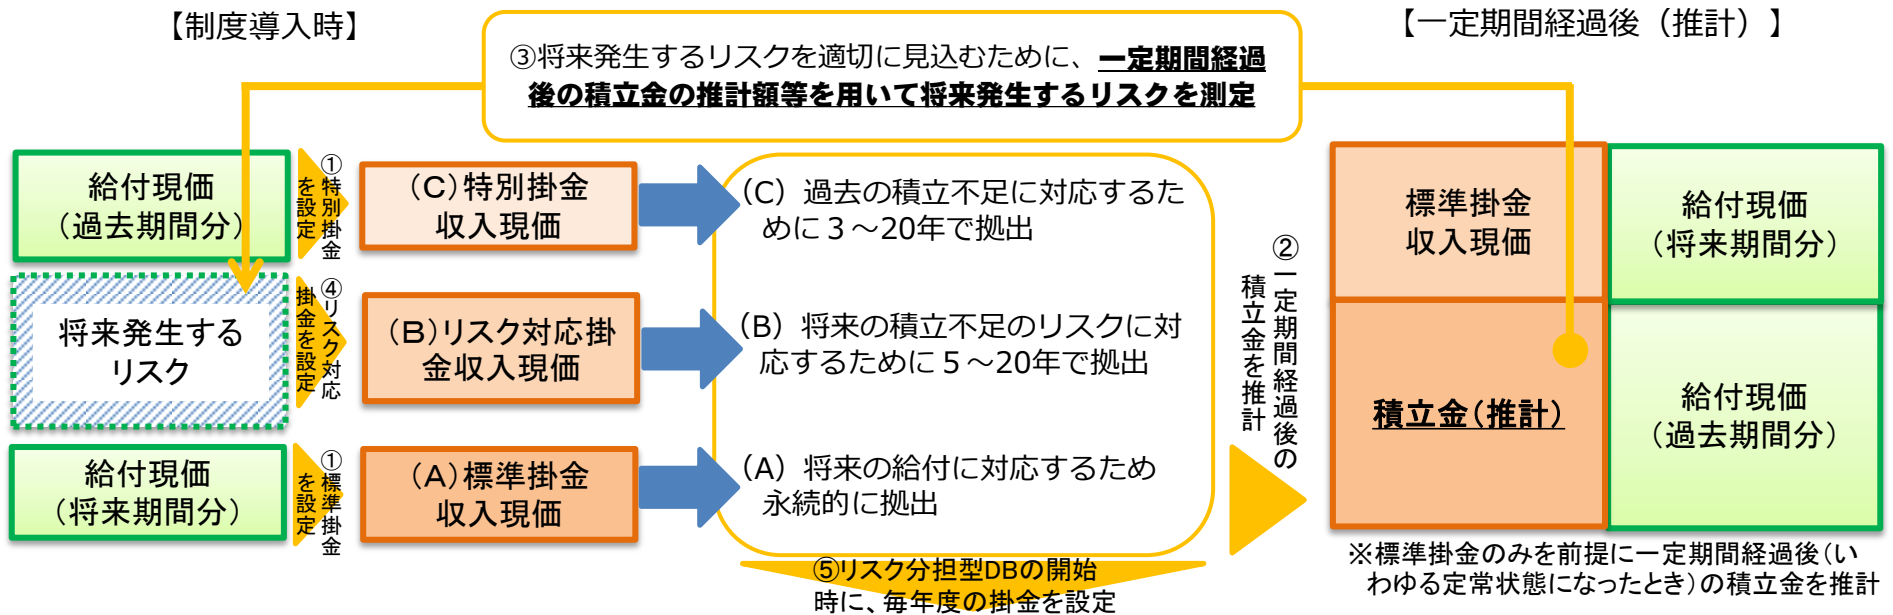 【制度導入時】
【一定期間経過後（推計）】
③将来発生するリスクを適切に見込むために、一定期間経過
後の積立金の推計額等を用いて将来発生するリスクを測定
給付現価
（過去期間分）
①特別掛金
を設定
（C）特別掛金
収入現価
（C）過去の積立不足に対応するた
めに３～20年で拠出
将来発生する
リスク
④リスク対応
掛金を設定
（B）リスク対応掛
金収入現価
（B）将来の積立不足のリスクに対
応するために５～20年で拠出
給付現価
（将来期間分）
①標準掛金
を設定
（A）標準掛金
収入現価
（A）将来の給付に対応するため
永続的に拠出
⑤リスク分担型DBの開始
時に、毎年度の掛金を設定
②一定期間経過後の
積立金を推計
標準掛金
収入現価
給付現価
（将来期間分）
積立金（推計）
給付現価
（過去期間分）
※標準掛金のみを前提に一定期間経過後（い
わゆる定常状態になったとき）の積立金を推計